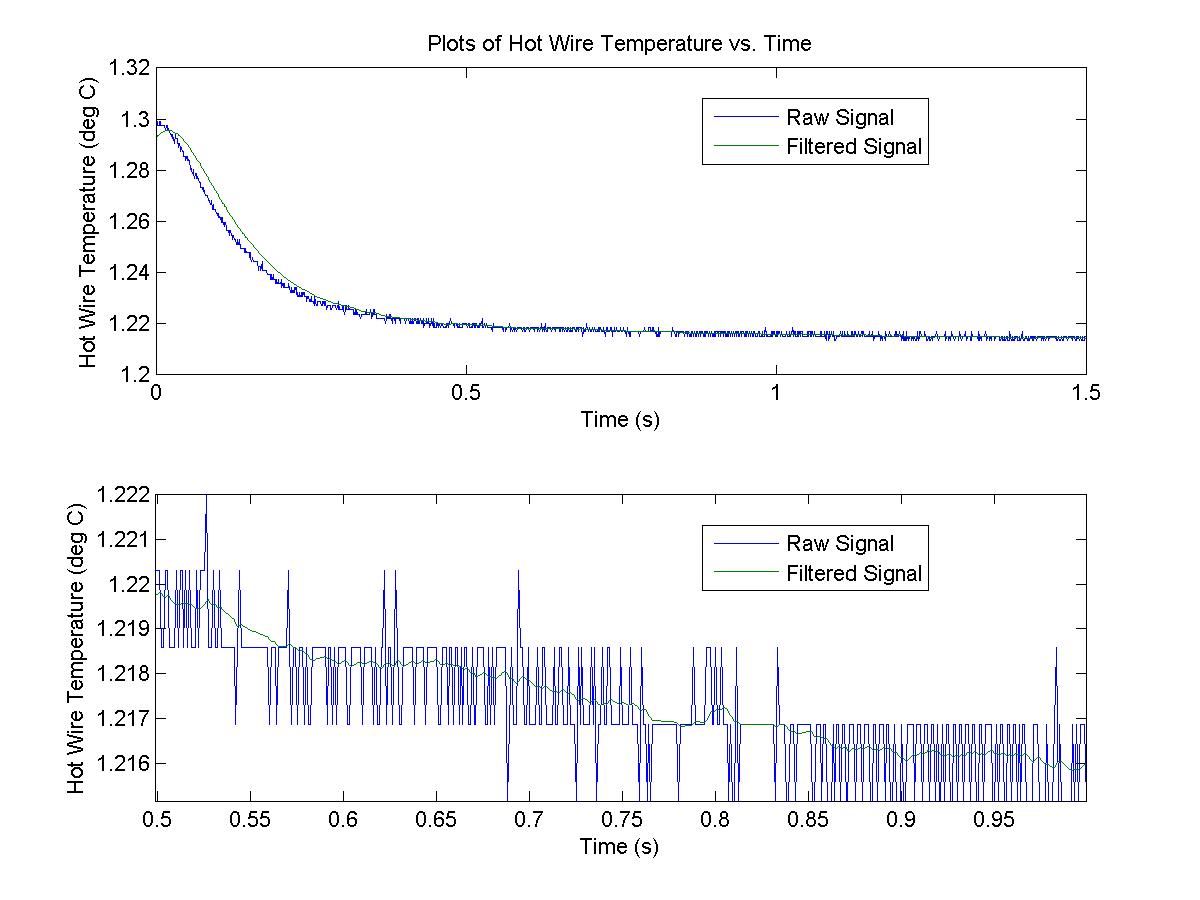 Plots of Hot Wire Temperature vs. Time
Hot Wire Temperature (deg C)
1.32
1.3
1.28
1.26
1.24
1.22
1.2
Raw Signal
Filtered Signal
0 0.5 1 1.5
Time (s)
Hot Wire Temperature (deg C)
1.222
1.221
1.22
1.219
1.218
1.217
1.216
Raw Signal
Filtered Signal
0.5 0.55 0.6 0.65 0.7 0.75 0.8 0.85 0.9 0.95
Time (s)